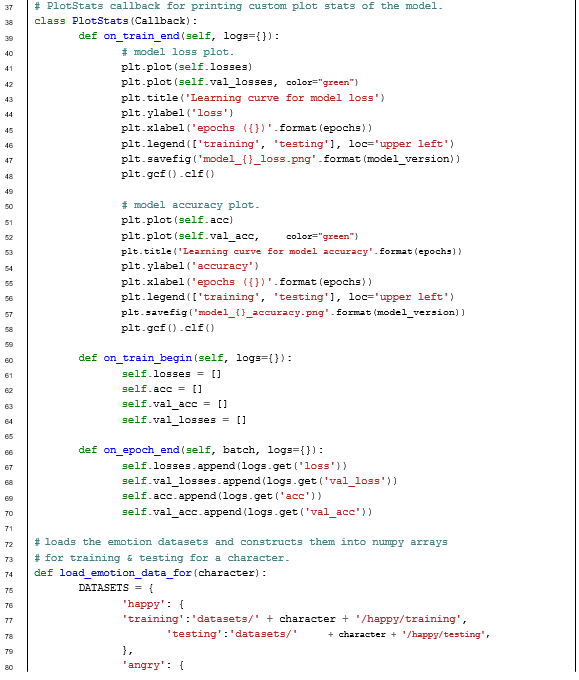 37 # PlotStats callback for printing custom plot stats of the model.
38 class PlotStats(Callback):
39 def on_train_end(self, logs={}):
40 # model loss plot.
41 plt.plot(self.losses)
42 plt.plot(self.val_losses, color="green")
43 plt.title('Learning curve for model loss')
44 plt.ylabel('loss')
45 plt.xlabel('epochs ({})'.format(epochs))
46 plt.legend(['training', 'testing'], loc='upper left')
47 plt.savefig('model_{}_loss.png'.format(model_version))
48 plt.gcf().clf()
49
50 # model accuracy plot.
51 plt.plot(self.acc)
52 plt.plot(self.val_acc, color="green")
53 plt.title('Learning curve for model accuracy'.format(epochs))
54 plt.ylabel('accuracy')
55 plt.xlabel('epochs ({})'.format(epochs))
56 plt.legend(['training', 'testing'], loc='upper left')
57 plt.savefig('model_{}_accuracy.png'.format(model_version))
58 plt.gcf().clf()
59
60 def on_train_begin(self, logs={}):
61 self.losses = []
62 self.acc = []
63 self.val_acc = []
64 self.val_losses = []
65
66 def on_epoch_end(self, batch, logs={}):
67 self.losses.append(logs.get('loss'))
68 self.val_losses.append(logs.get('val_loss'))
69 self.acc.append(logs.get('acc'))
70 self.val_acc.append(logs.get('val_acc'))
71
72 # loads the emotion datasets and constructs them into numpy arrays
73 # for training & testing for a character.
74 def load_emotion_data_for(character):
75 DATASETS = {
76 'happy': {
77 'training':'datasets/' + character + '/happy/training',
78 'testing':'datasets/' + character + '/happy/testing',
79 },
80 'angry': {